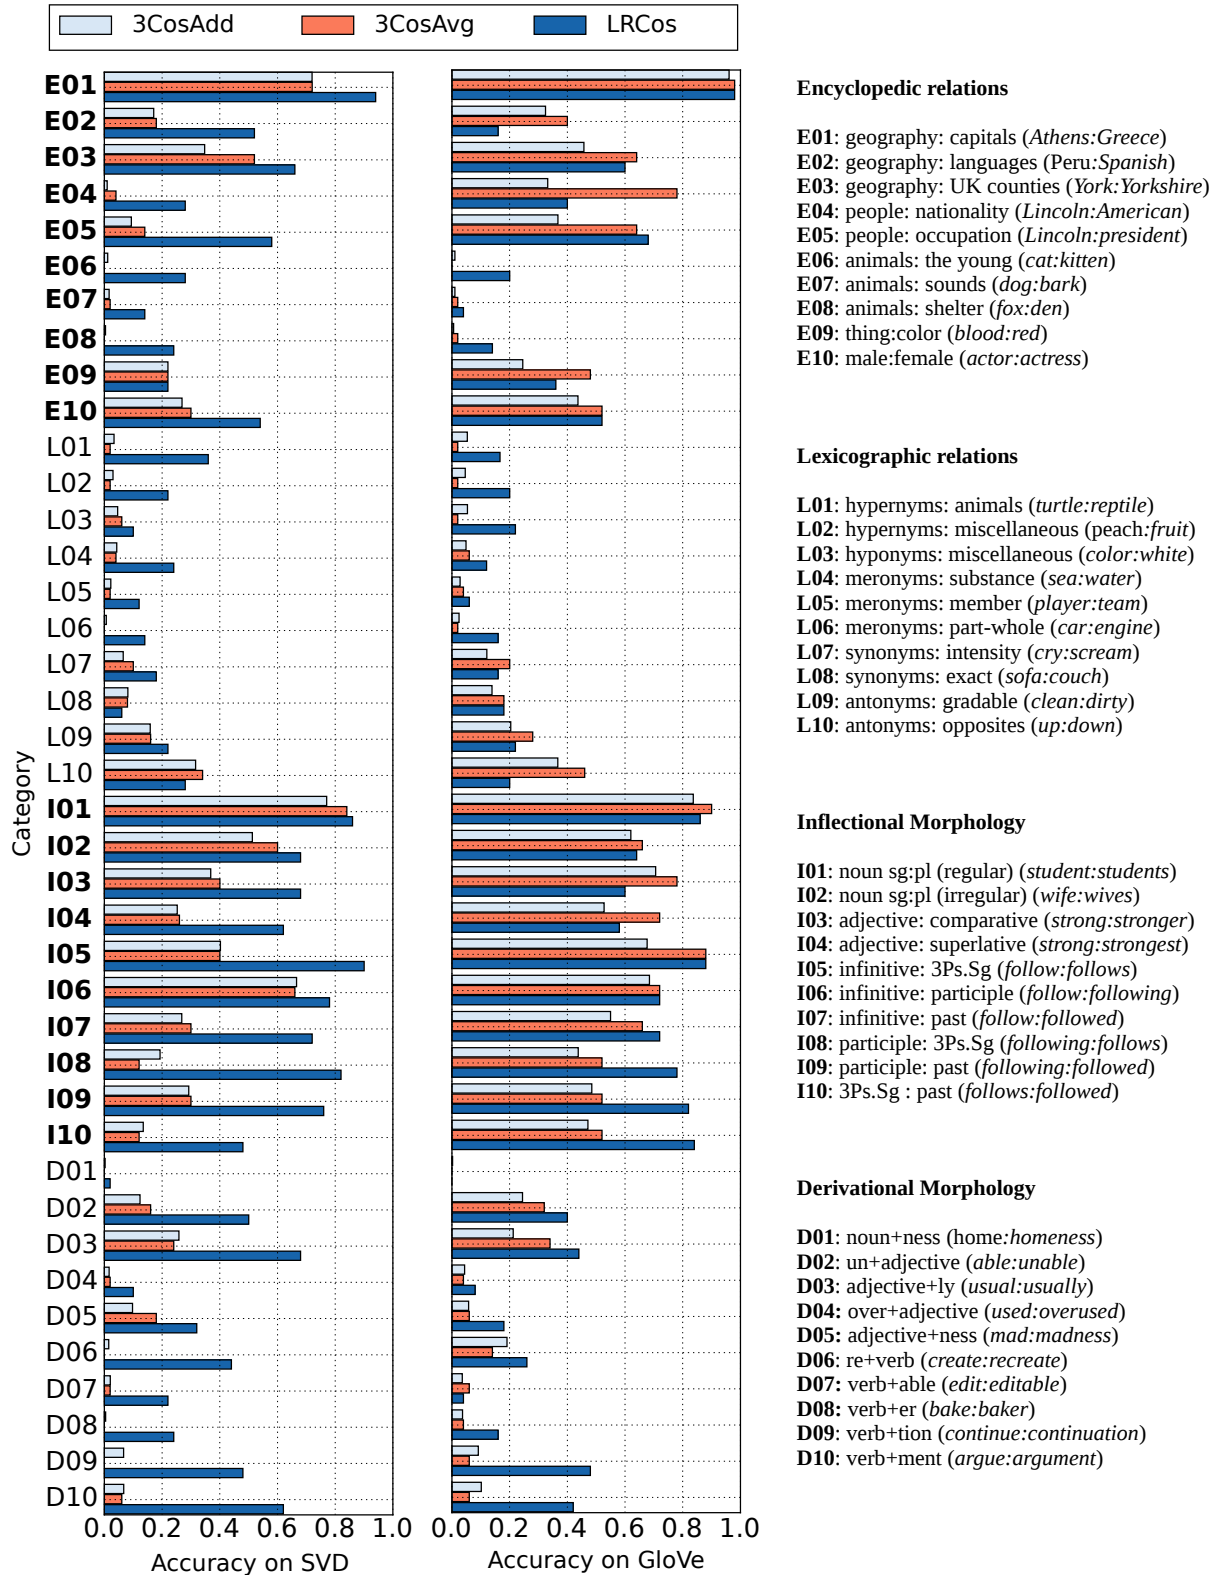 3CosAdd 3CosAvg LRCos
Category
E01
E02
E03
E04
E05
E06
E07
E08
E09
E10
L01
L02
L03
L04
L05
L06
L07
L08
L09
L10
I01
I02
I03
I04
I05
I06
I07
I08
I09
I10
D01
D02
D03
D04
D05
D06
D07
D08
D09
D10
0.0 0.2 0.4 0.6 0.8 1.0
Accuracy on SVD
0.0 0.2 0.4 0.6 0.8 1.0
Accuracy on GloVe
Encyclopedic relations
E01: geography: capitals (Athens:Greece)
E02: geography: languages (Peru:Spanish)
E03: geography: UK counties (York:Yorkshire)
E04: people: nationality (Lincoln:American)
E05: people: occupation (Lincoln:president)
E06: animals: the young (cat:kitten)
E07: animals: sounds (dog:bark)
E08: animals: shelter (fox:den)
E09: thing:color (blood:red)
E10: male:female (actor:actress)
Lexicographic relations
L01: hypernyms: animals (turtle:reptile)
L02: hypernyms: miscellaneous (peach:fruit)
L03: hyponyms: miscellaneous (color:white)
L04: meronyms: substance (sea:water)
L05: meronyms: member (player:team)
L06: meronyms: part-whole (car:engine)
L07: synonyms: intensity (cry:scream)
L08: synonyms: exact (sofa:couch)
L09: antonyms: gradable (clean:dirty)
L10: antonyms: opposites (up:down)
Inflectional Morphology
I01: noun sg:pl (regular) (student:students)
I02: noun sg:pl (irregular) (wife:wives)
I03: adjective: comparative (strong:stronger)
I04: adjective: superlative (strong:strongest)
I05: infinitive: 3Ps.Sg (follow:follows)
I06: infinitive: participle (follow:following)
I07: infinitive: past (follow:followed)
I08: participle: 3Ps.Sg (following:follows)
I09: participle: past (following:followed)
I10: 3Ps.Sg : past (follows:followed)
Derivational Morphology
D01: noun+ness (home:homeness)
D02: un+adjective (able:unable)
D03: adjective+ly (usual:usually)
D04: over+adjective (used:overused)
D05: adjective+ness (mad:madness)
D06: re+verb (create:recreate)
D07: verb+able (edit:editable)
D08: verb+er (bake:baker)
D09: verb+tion (continue:continuation)
D10: verb+ment (argue:argument)